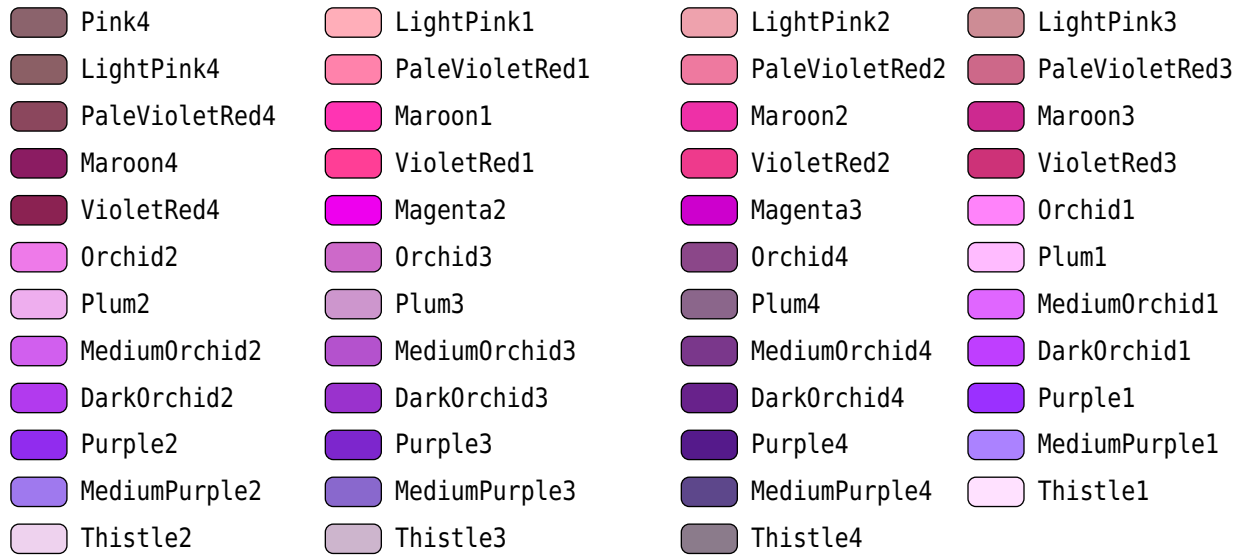 Pink4 LightPink1 LightPink2 LightPink3
LightPink4 PaleVioletRed1 PaleVioletRed2 PaleVioletRed3
PaleVioletRed4 Maroon1 Maroon2 Maroon3
Maroon4 VioletRed1 VioletRed2 VioletRed3
VioletRed4 Magenta2 Magenta3 Orchid1
Orchid2 Orchid3 Orchid4 Plum1
Plum2 Plum3 Plum4 MediumOrchid1
MediumOrchid2 MediumOrchid3 MediumOrchid4 DarkOrchid1
DarkOrchid2 DarkOrchid3 DarkOrchid4 Purple1
Purple2 Purple3 Purple4 MediumPurple1
MediumPurple2 MediumPurple3 MediumPurple4 Thistle1
Thistle2 Thistle3 Thistle4